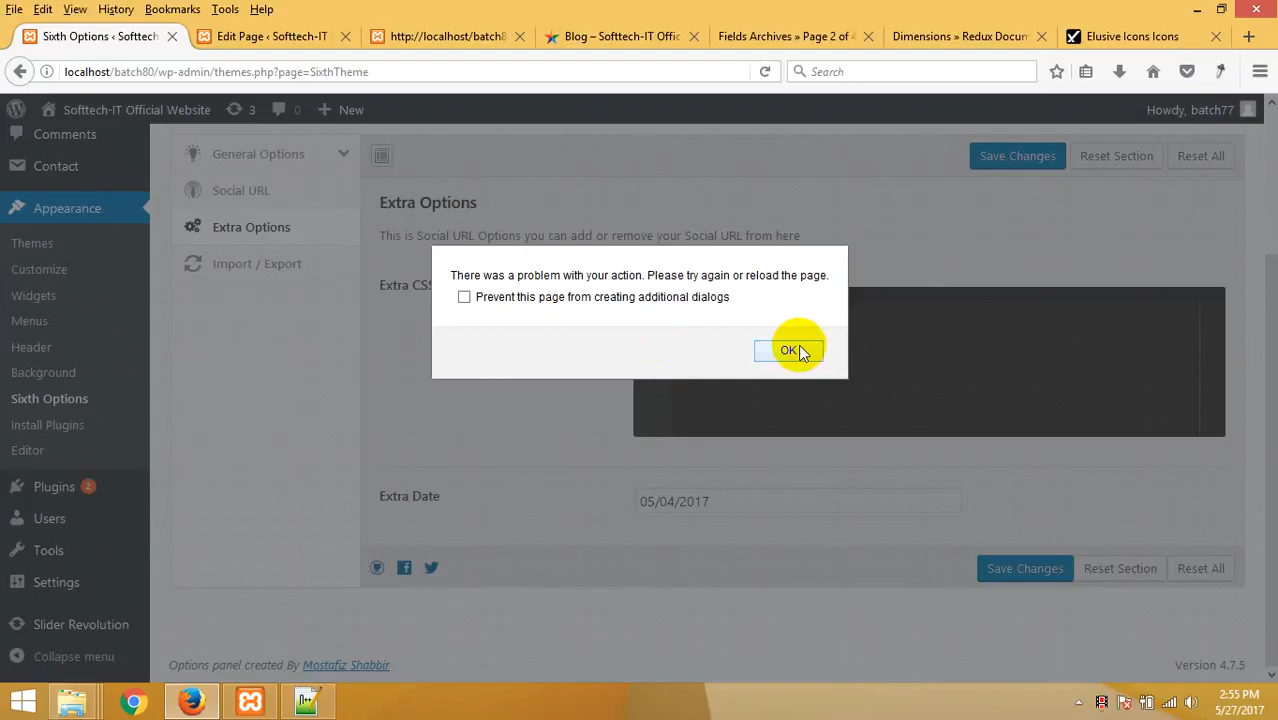 File Edit View History Bookmarks Tools Help
Sixth Options ‹ Softtech
Edit Page ‹ Softtech-IT
http://localhost/batch8
Blog – Softtech-IT Offic
Fields Archives » Page 2 of 4
Dimensions » Redux Docum
Elusive Icons Icons
localhost/batch80/wp-admin/themes.php?page=SixthTheme
Search
Softtech-IT Official Website 3 0 New Howdy, batch77
Comments
Contact
Appearance
Themes
Customize
Widgets
Menus
Header
Background
Sixth Options
Install Plugins
Editor
Plugins 2
Users
Tools
Settings
Slider Revolution
Collapse menu
General Options
Social URL
Extra Options
Import / Export
Save Changes Reset Section Reset All
Extra Options
This is Social URL Options you can add or remove your Social URL from here
Extra CSS
There was a problem with your action. Please try again or reload the page.
Prevent this page from creating additional dialogs
OK
Extra Date 05/04/2017
Save Changes Reset Section Reset All
Options panel created By Mostafiz Shabbir Version 4.7.5
2:55 PM
5/27/2017